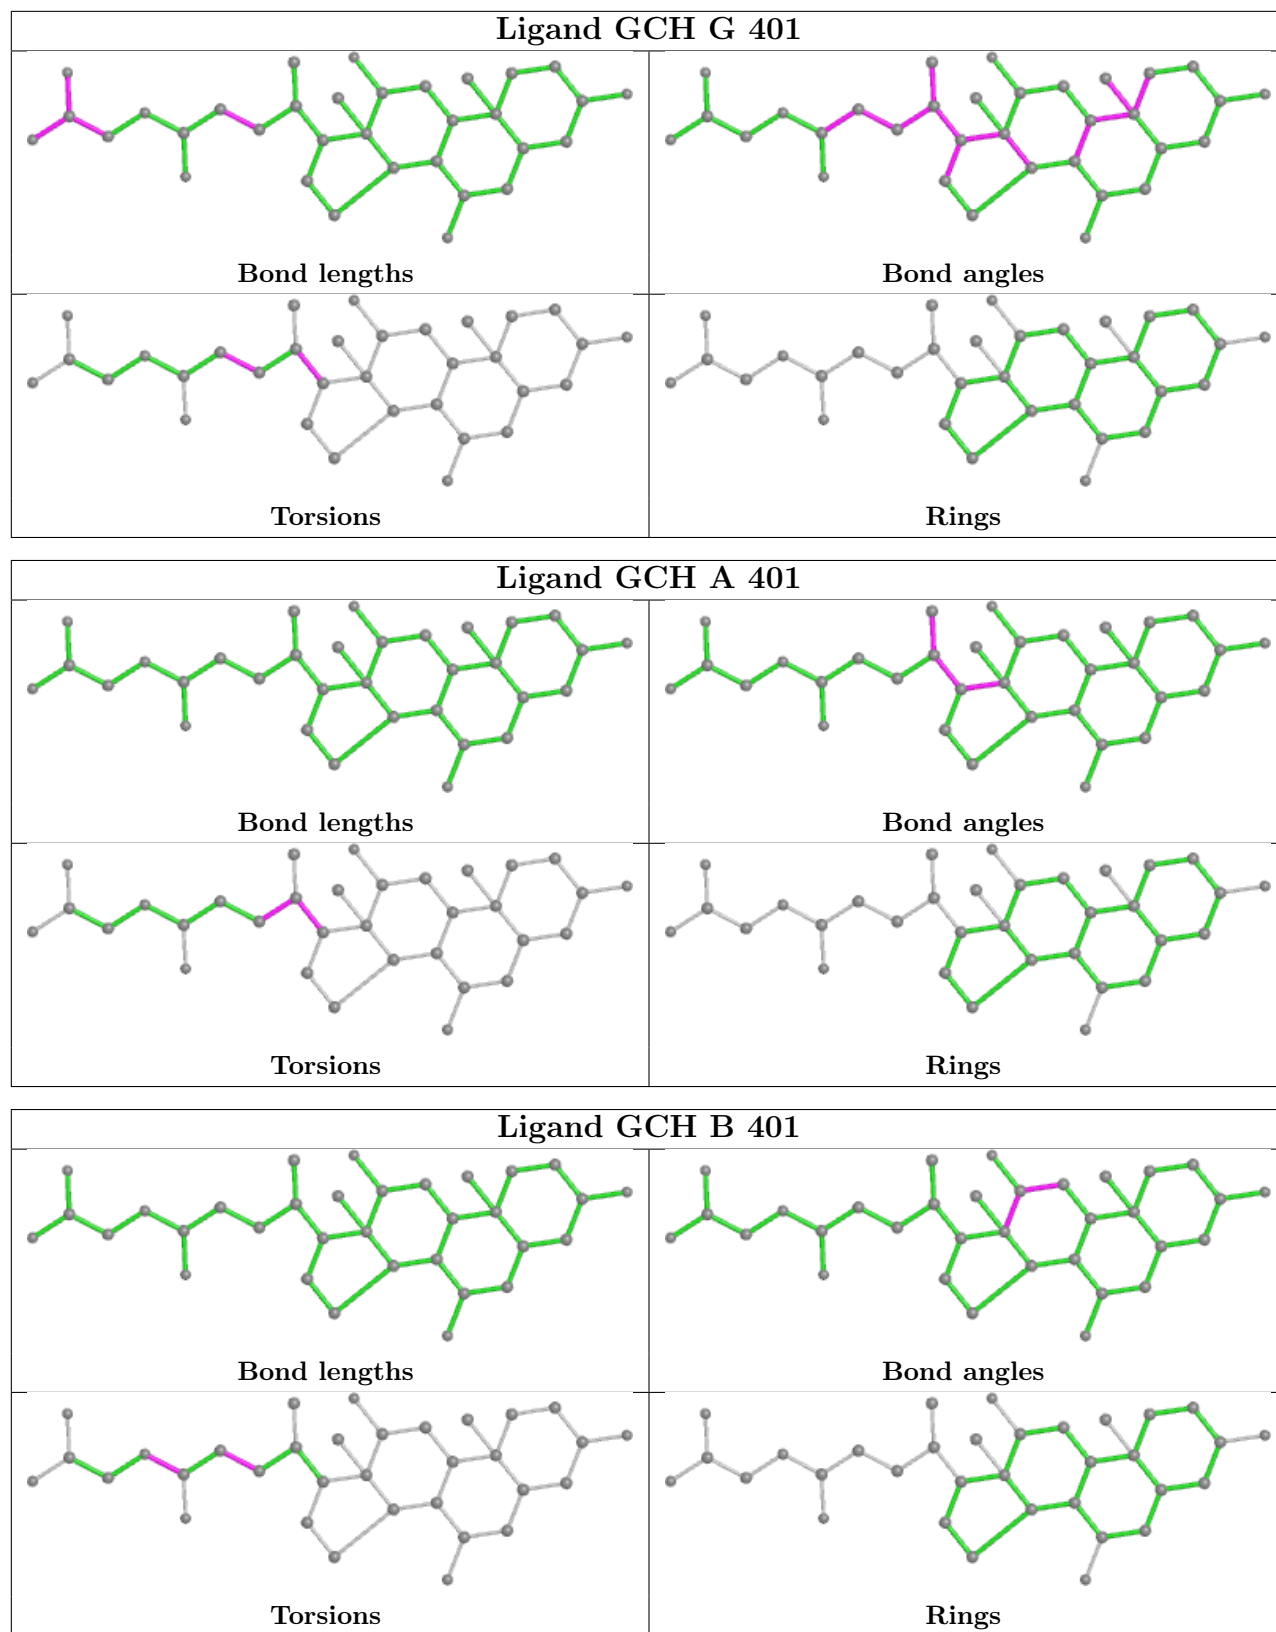 Ligand GCH G 401
Bond lengths
Bond angles
Torsions
Rings
Ligand GCH A 401
Bond lengths
Bond angles
Torsions
Rings
Ligand GCH B 401
Bond lengths
Bond angles
Torsions
Rings